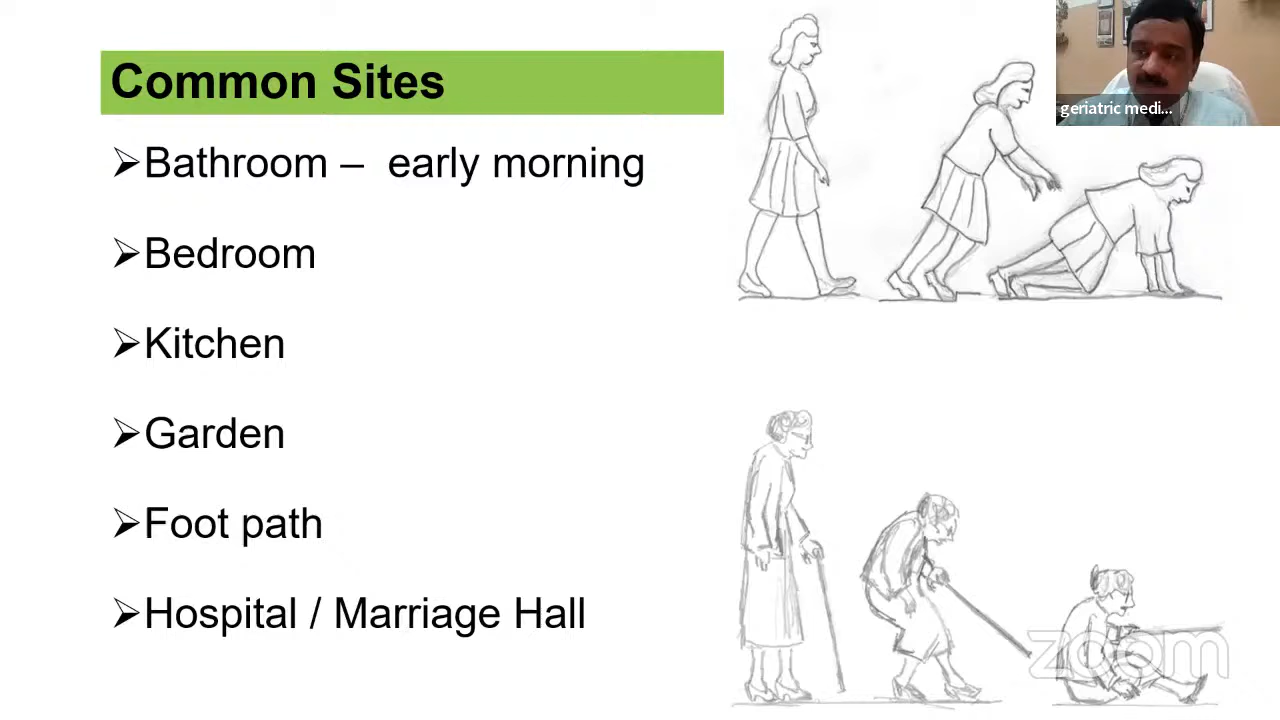 Common Sites
➢Bathroom – early morning
➢Bedroom
➢Kitchen
➢Garden
➢Foot path
➢Hospital / Marriage Hall
geriatric medi...
zoom